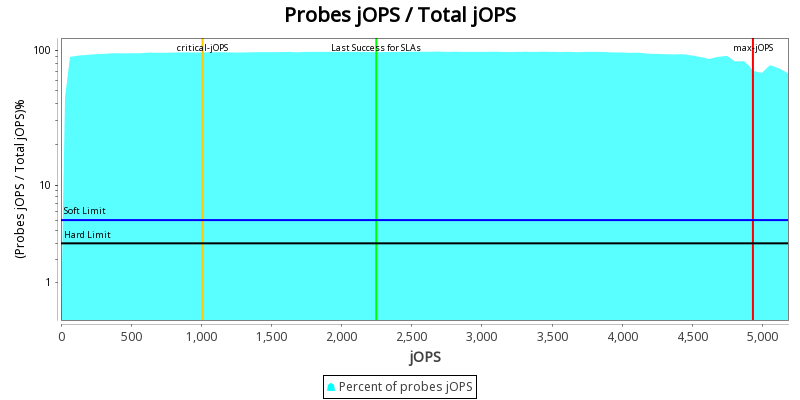 Probes jOPS / Total jOPS
critical-jOPS
Last Success for SLAs
max-jOPS
100
10
1
(Probes jOPS / Total jOPS)%
Soft Limit
Hard Limit
0
500
1,000
1,500
2,000
2,500
3,000
3,500
4,000
4,500
5,000
jOPS
Percent of probes jOPS